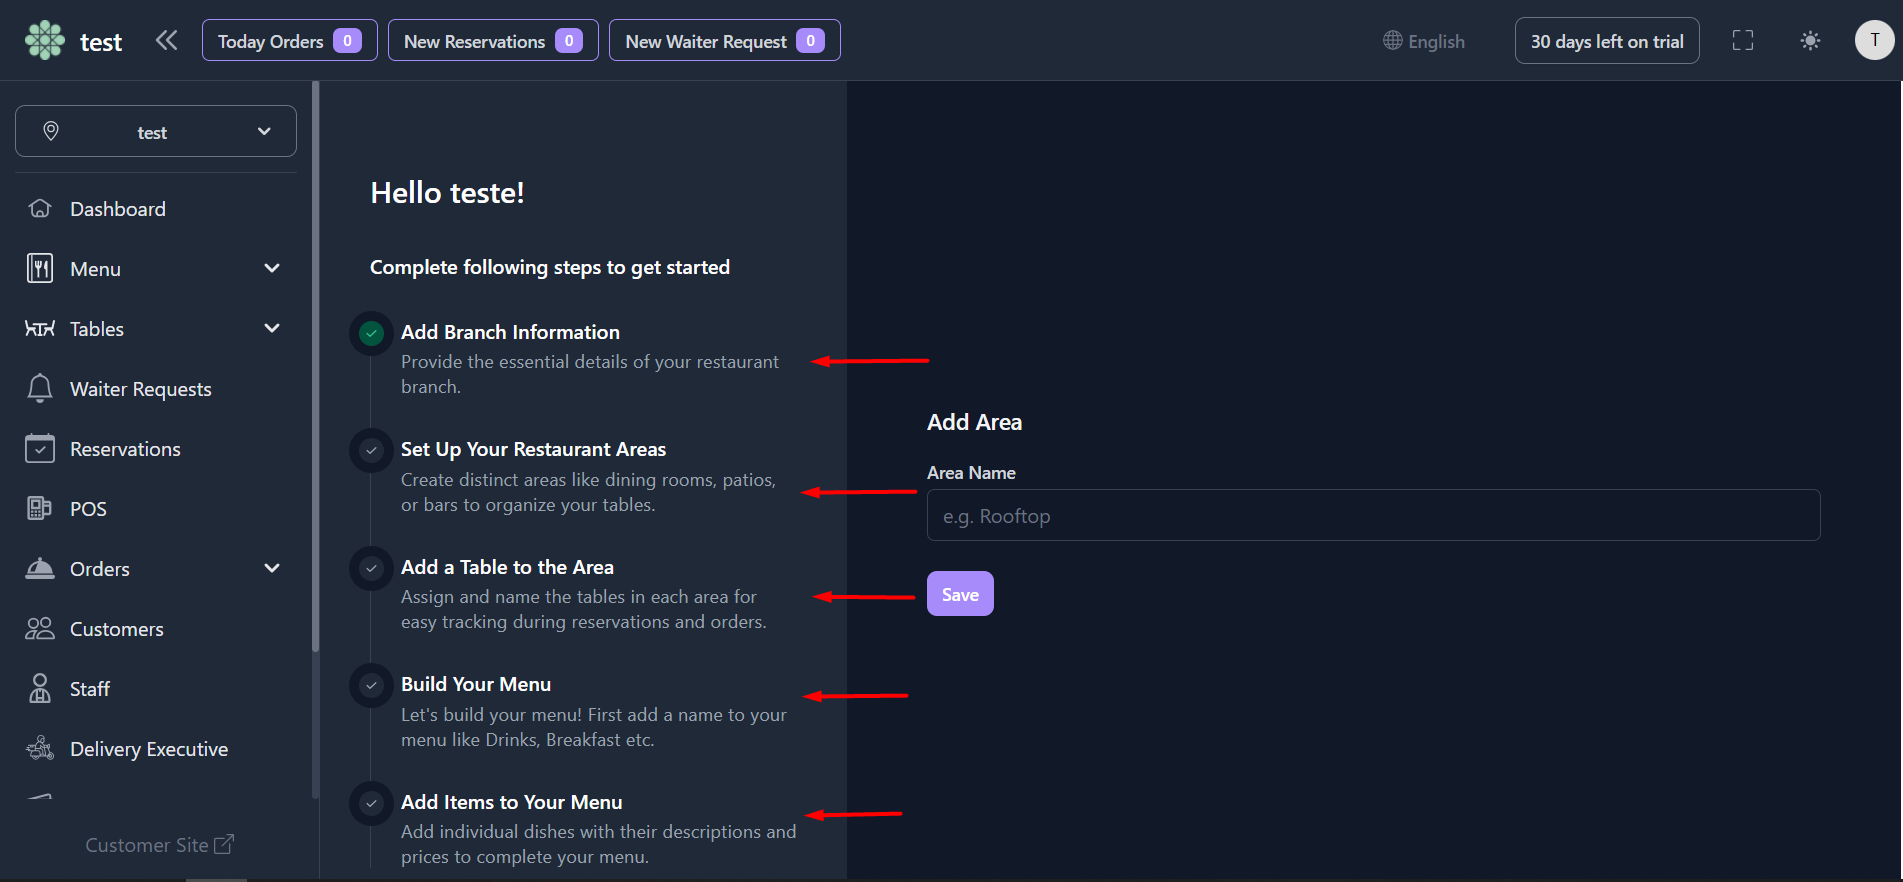 test
Today Orders 0
New Reservations 0
New Waiter Request 0
English
30 days left on trial
T
test
Dashboard
Menu
Tables
Waiter Requests
Reservations
POS
Orders
Customers
Staff
Delivery Executive
Customer Site
Hello teste!
Complete following steps to get started
Add Branch Information
Provide the essential details of your restaurant
branch.
Set Up Your Restaurant Areas
Create distinct areas like dining rooms, patios,
or bars to organize your tables.
Add a Table to the Area
Assign and name the tables in each area for
easy tracking during reservations and orders.
Build Your Menu
Let's build your menu! First add a name to your
menu like Drinks, Breakfast etc.
Add Items to Your Menu
Add individual dishes with their descriptions and
prices to complete your menu.
Add Area
Area Name
e.g. Rooftop
Save